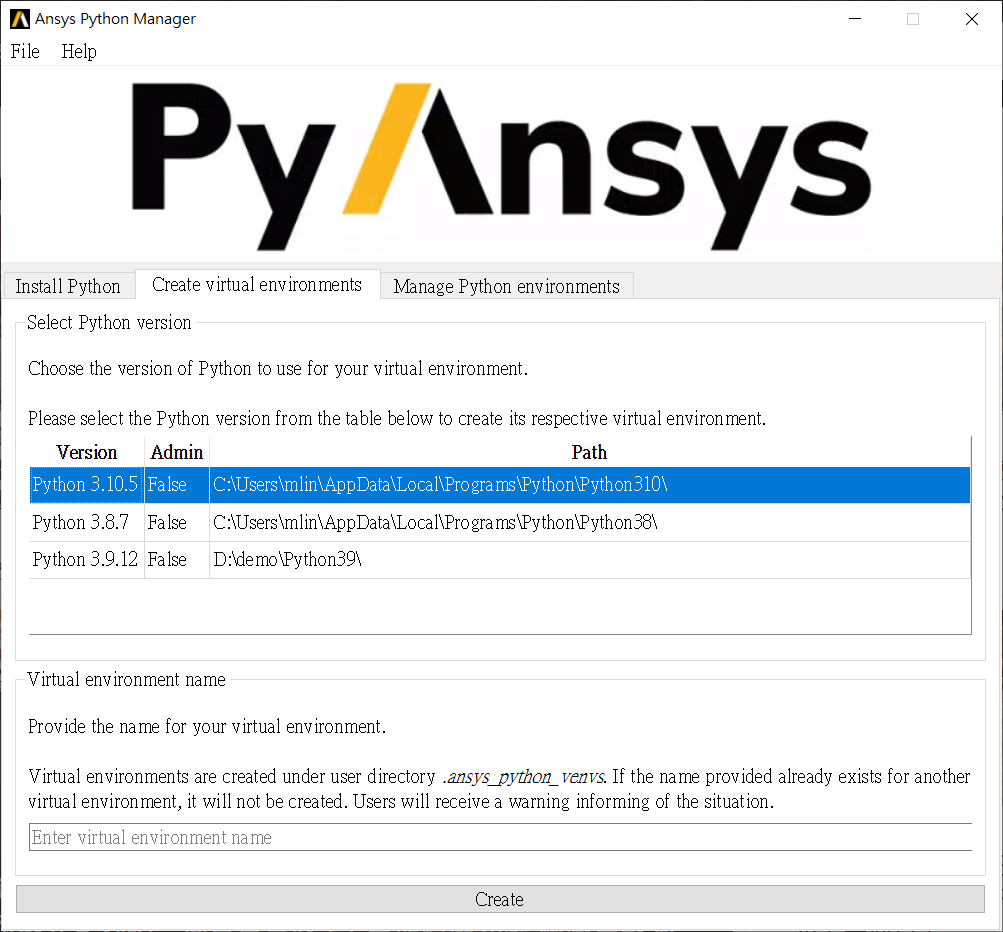 Ansys Python Manager
File Help
PyAnsys
Install Python Create virtual environments Manage Python environments
Select Python version
Choose the version of Python to use for your virtual environment.
Please select the Python version from the table below to create its respective virtual environment.
Version Admin Path
Python 3.10.5 False C:\Users\mlin\AppData\Local\Programs\Python\Python310\
Python 3.8.7 False C:\Users\mlin\AppData\Local\Programs\Python\Python38\
Python 3.9.12 False D:\demo\Python39\
Virtual environment name
Provide the name for your virtual environment.
Virtual environments are created under user directory .ansys_python_venvs. If the name provided already exists for another
virtual environment, it will not be created. Users will receive a warning informing of the situation.
Enter virtual environment name
Create